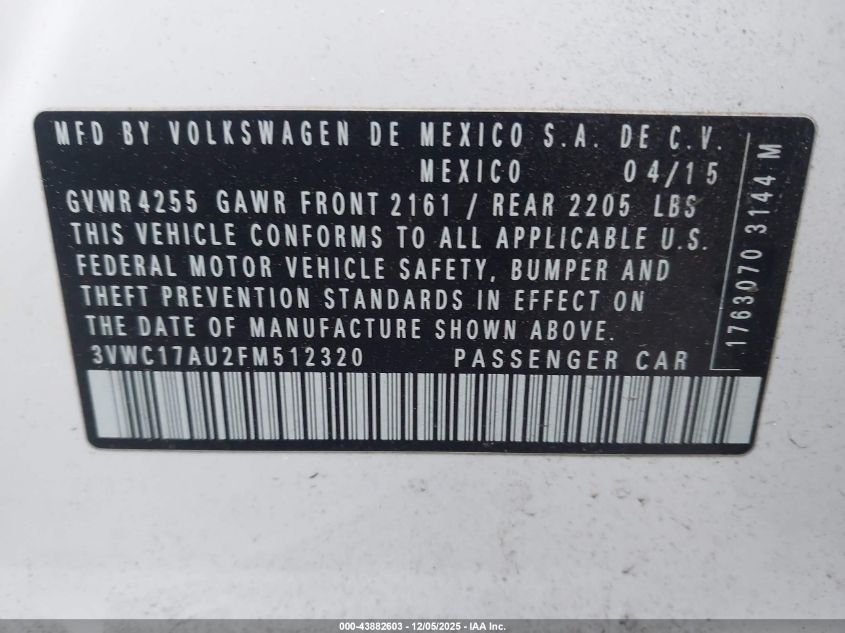 MFD BY VOLKSWAGEN DE MEXICO S.A. DE C.V.
MEXICO 04/15
GVWR4255 GAWR FRONT 2161 / REAR 2205 LBS
THIS VEHICLE CONFORMS TO ALL APPLICABLE U.S.
FEDERAL MOTOR VEHICLE SAFETY, BUMPER AND
THEFT PREVENTION STANDARDS IN EFFECT ON
THE DATE OF MANUFACTURE SHOWN ABOVE.
3VWC17AU2FM512320 PASSENGER CAR
1763070 3144 M
000-43882603 - 12/05/2025 - IAA Inc.